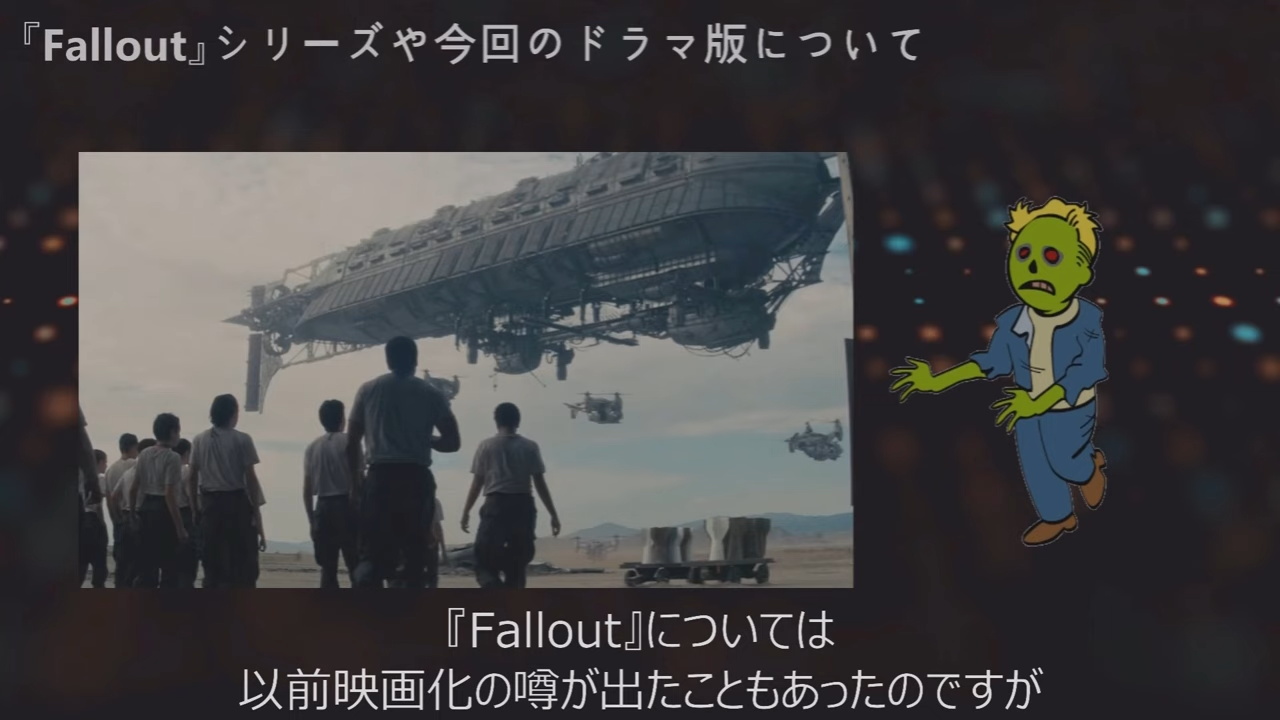 『Fallout』シリーズや今回のドラマ版について
『Fallout』については
以前映画化の噂が出たこともあったのですが